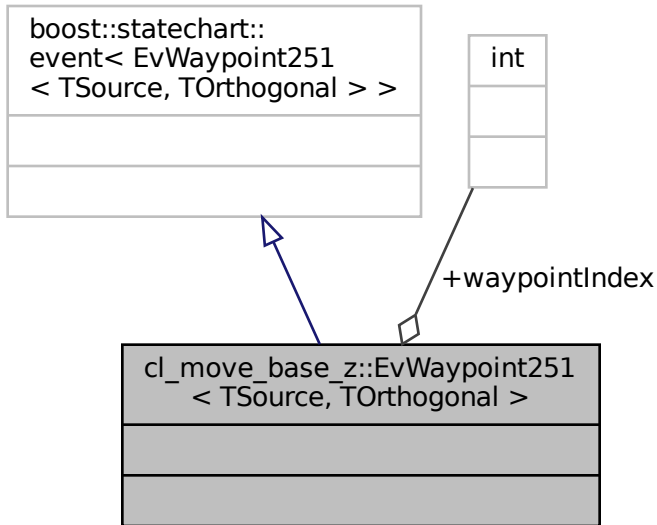 boost::statechart::
event< EvWaypoint251
< TSource, TOrthogonal > >
int
+waypointIndex
cl_move_base_z::EvWaypoint251
< TSource, TOrthogonal >